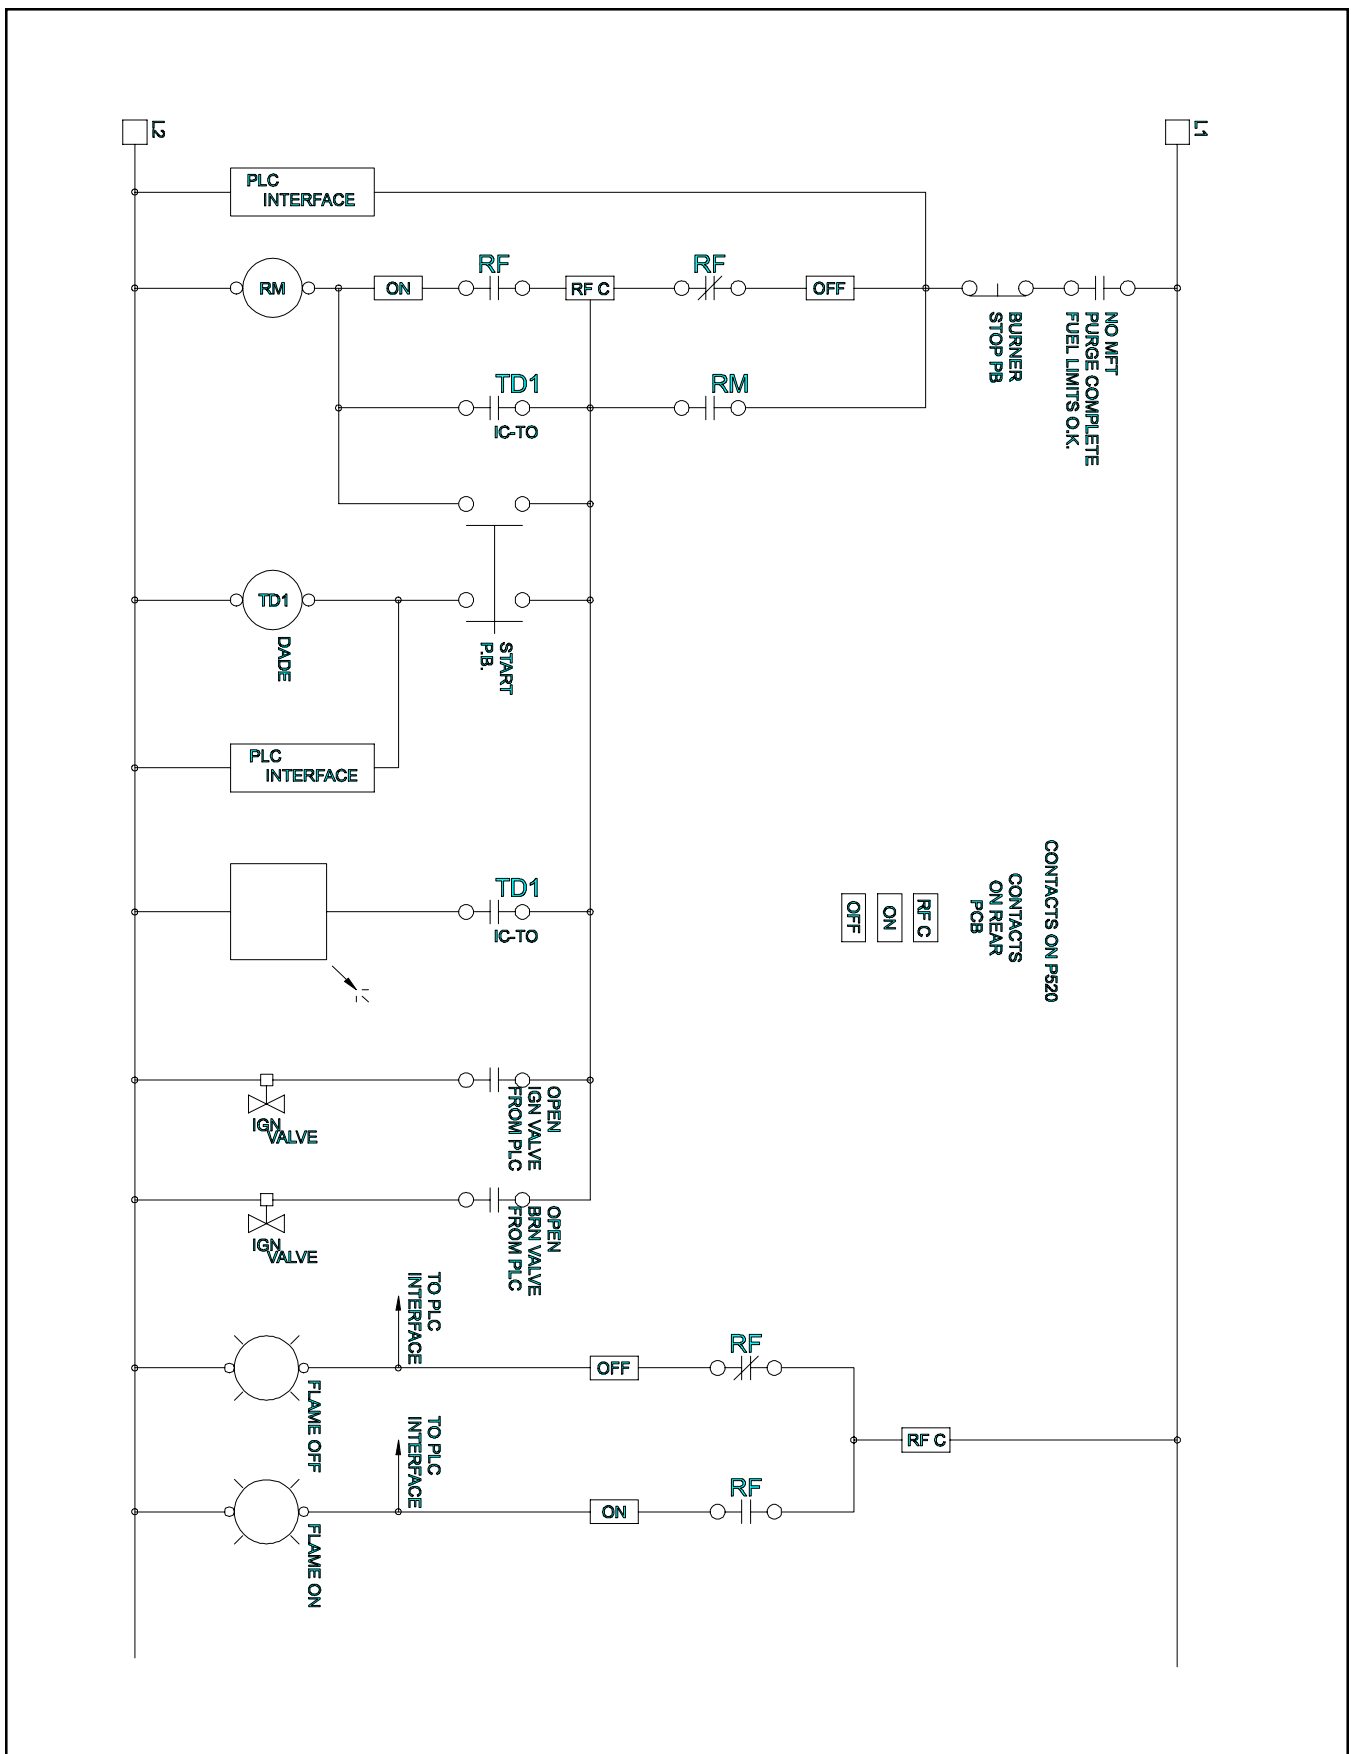 L2
L1
PLC
INTERFACE
RF
RF
RM
ON
RF C
OFF
NO MFT
PURGE COMPLETE
FUEL LIMITS O.K.
BURNER
STOP PB
TD1
IC-TO
RM
TD1
DADE
START
P.B.
PLC
INTERFACE
TD1
IC-TO
CONTACTS ON P520
CONTACTS
ON REAR
PCB
RF C
ON
OFF
OPEN
IGN VALVE
FROM PLC
IGN
VALVE
OPEN
BRN VALVE
FROM PLC
IGN
VALVE
TO PLC
INTERFACE
RF
OFF
FLAME OFF
TO PLC
INTERFACE
RF C
RF
ON
FLAME ON